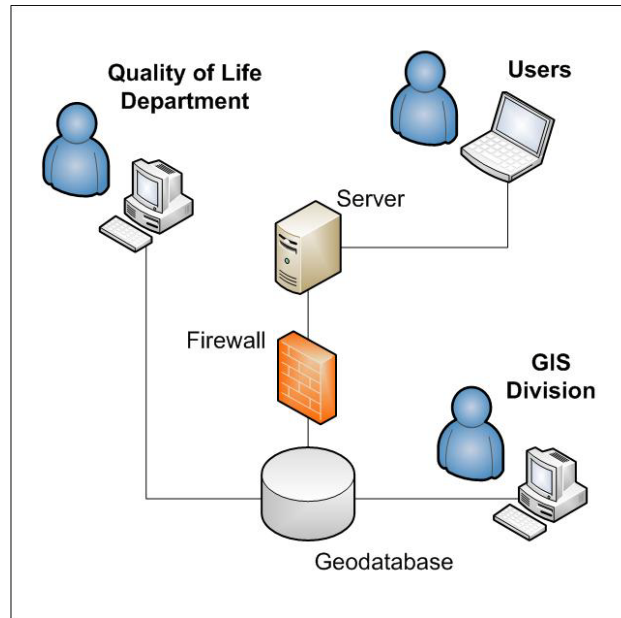 Quality of Life
Department
Users
Server
Firewall
GIS
Division
Geodatabase